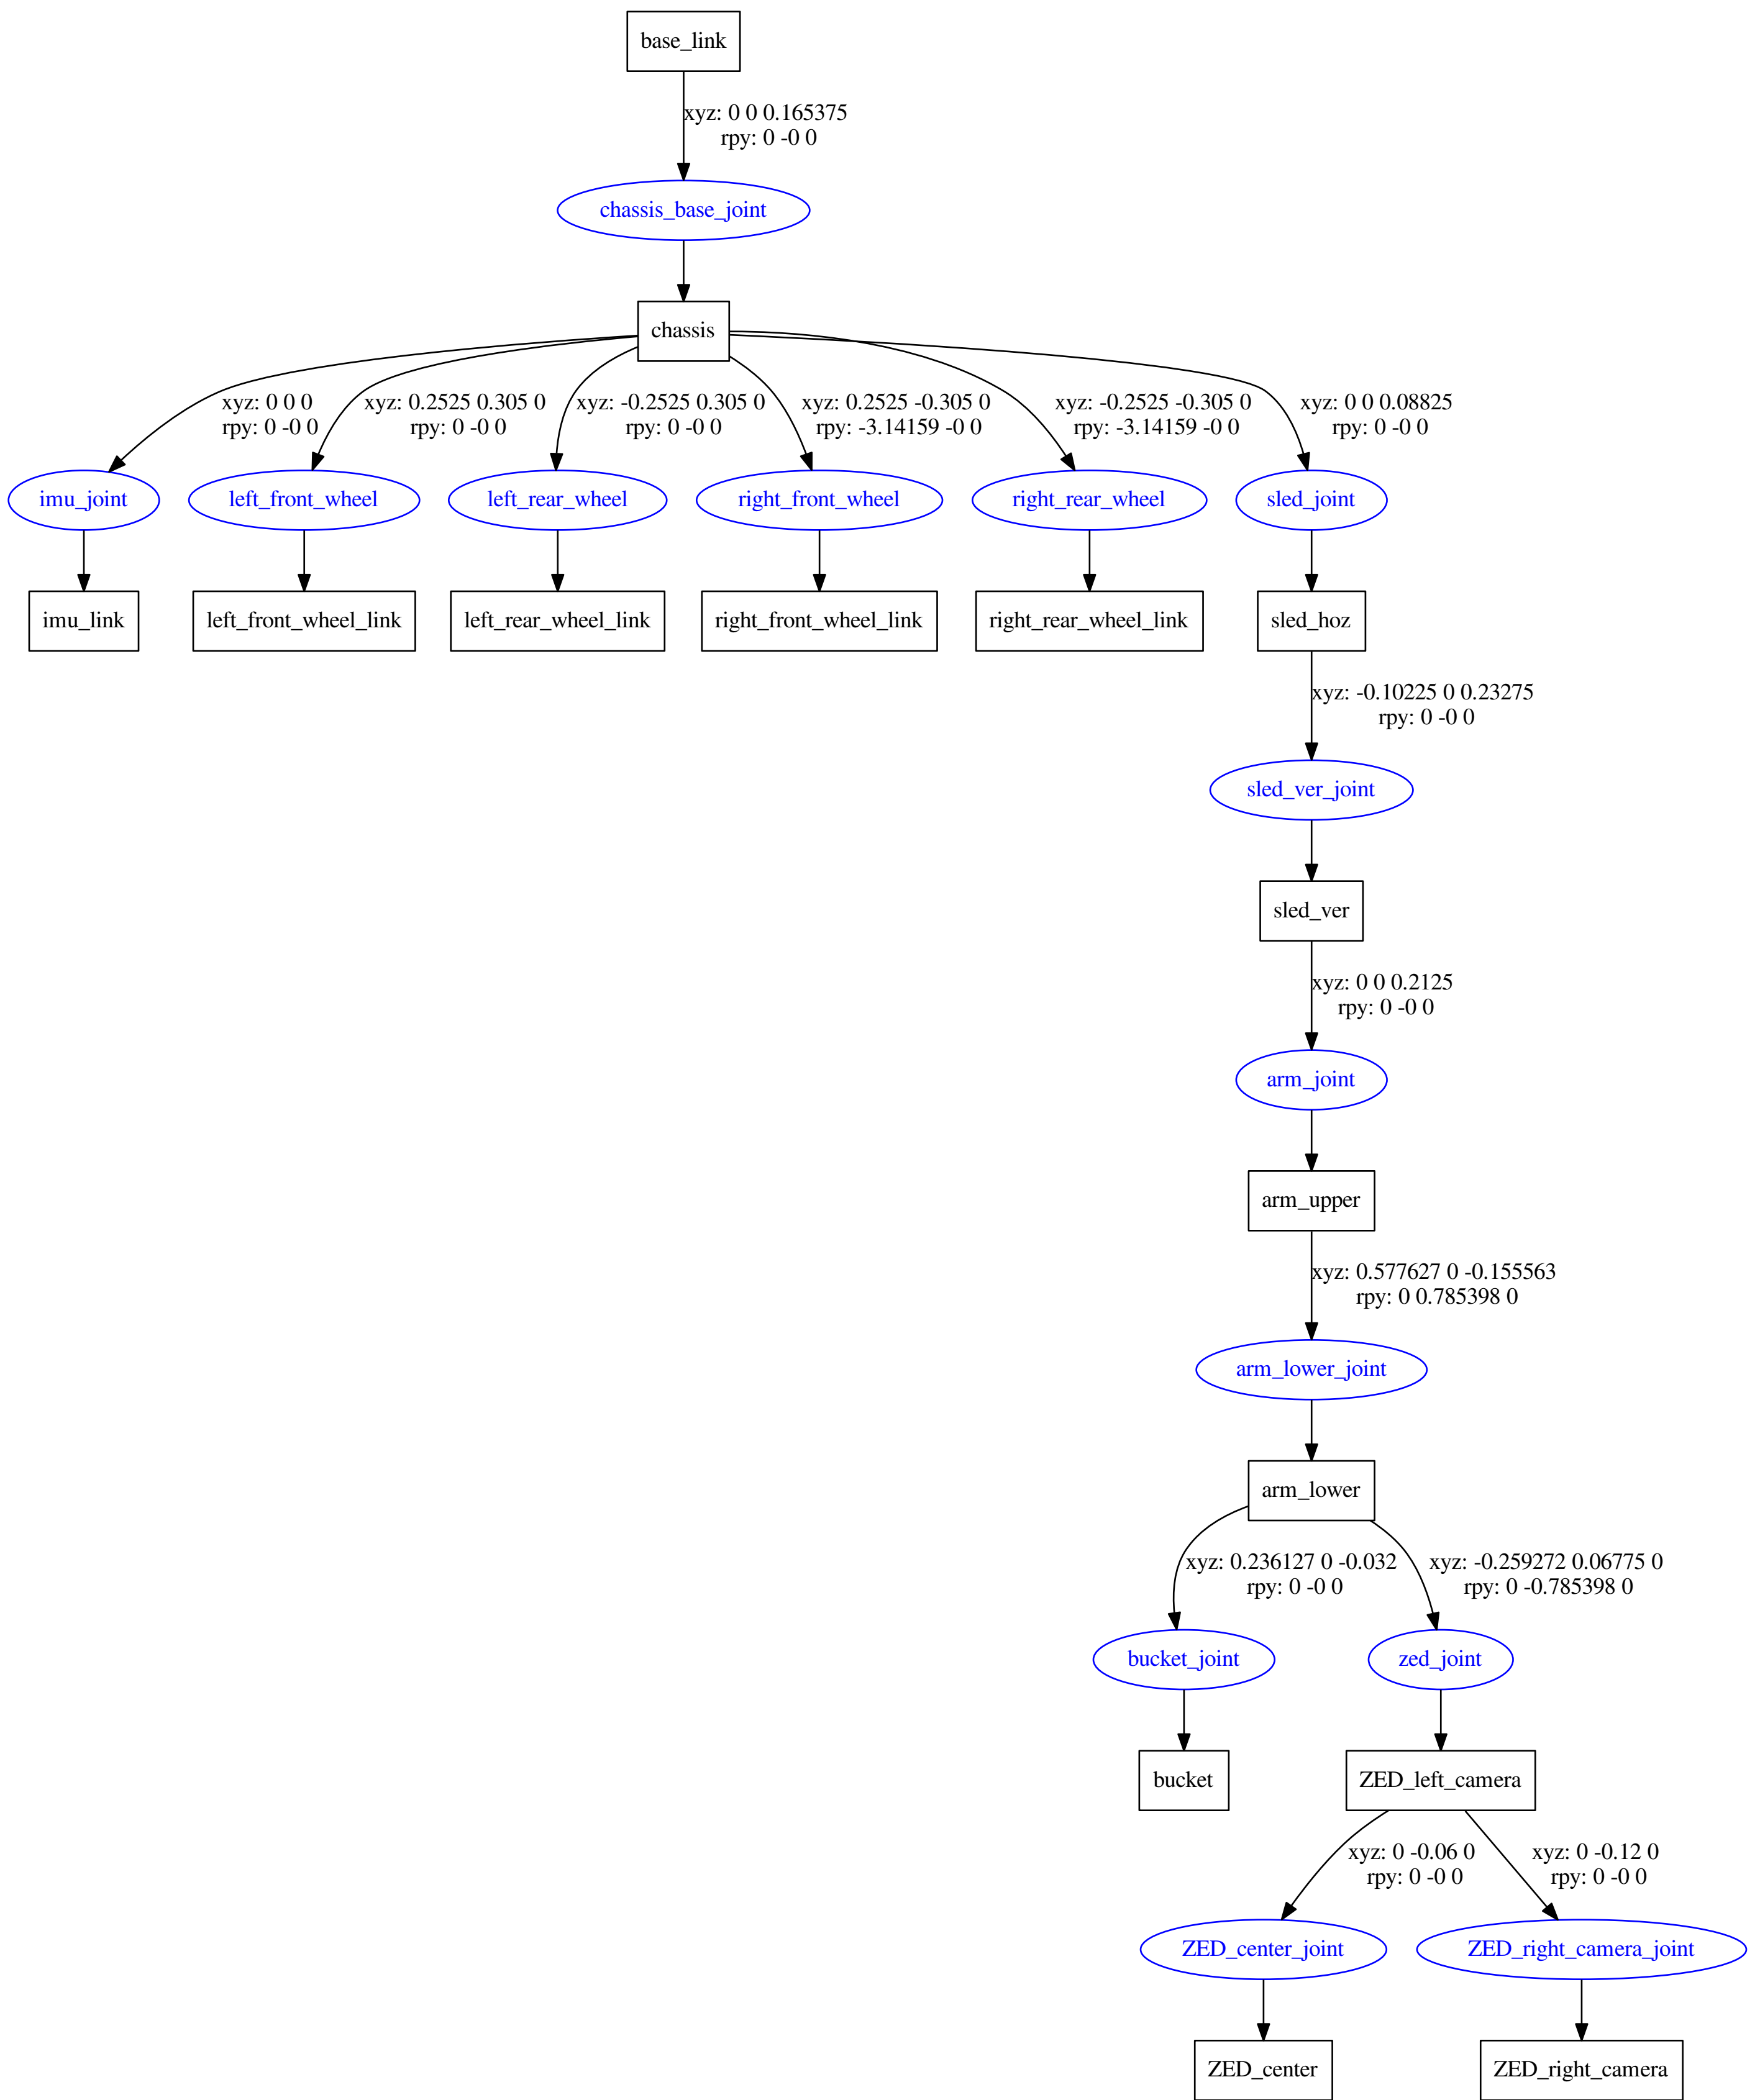 base_link
xyz: 0 0 0.165375
rpy: 0 -0 0
chassis_base_joint
chassis
xyz: 0 0 0
rpy: 0 -0 0
xyz: 0.2525 0.305 0
rpy: 0 -0 0
xyz: -0.2525 0.305 0
rpy: 0 -0 0
xyz: 0.2525 -0.305 0
rpy: -3.14159 -0 0
xyz: -0.2525 -0.305 0
rpy: -3.14159 -0 0
xyz: 0 0 0.08825
rpy: 0 -0 0
imu_joint
left_front_wheel
left_rear_wheel
right_front_wheel
right_rear_wheel
sled_joint
imu_link
left_front_wheel_link
left_rear_wheel_link
right_front_wheel_link
right_rear_wheel_link
sled_hoz
xyz: -0.10225 0 0.23275
rpy: 0 -0 0
sled_ver_joint
sled_ver
xyz: 0 0 0.2125
rpy: 0 -0 0
arm_joint
arm_upper
xyz: 0.577627 0 -0.155563
rpy: 0 0.785398 0
arm_lower_joint
arm_lower
xyz: 0.236127 0 -0.032
rpy: 0 -0 0
xyz: -0.259272 0.06775 0
rpy: 0 -0.785398 0
bucket_joint
zed_joint
bucket
ZED_left_camera
xyz: 0 -0.06 0
rpy: 0 -0 0
xyz: 0 -0.12 0
rpy: 0 -0 0
ZED_center_joint
ZED_right_camera_joint
ZED_center
ZED_right_camera